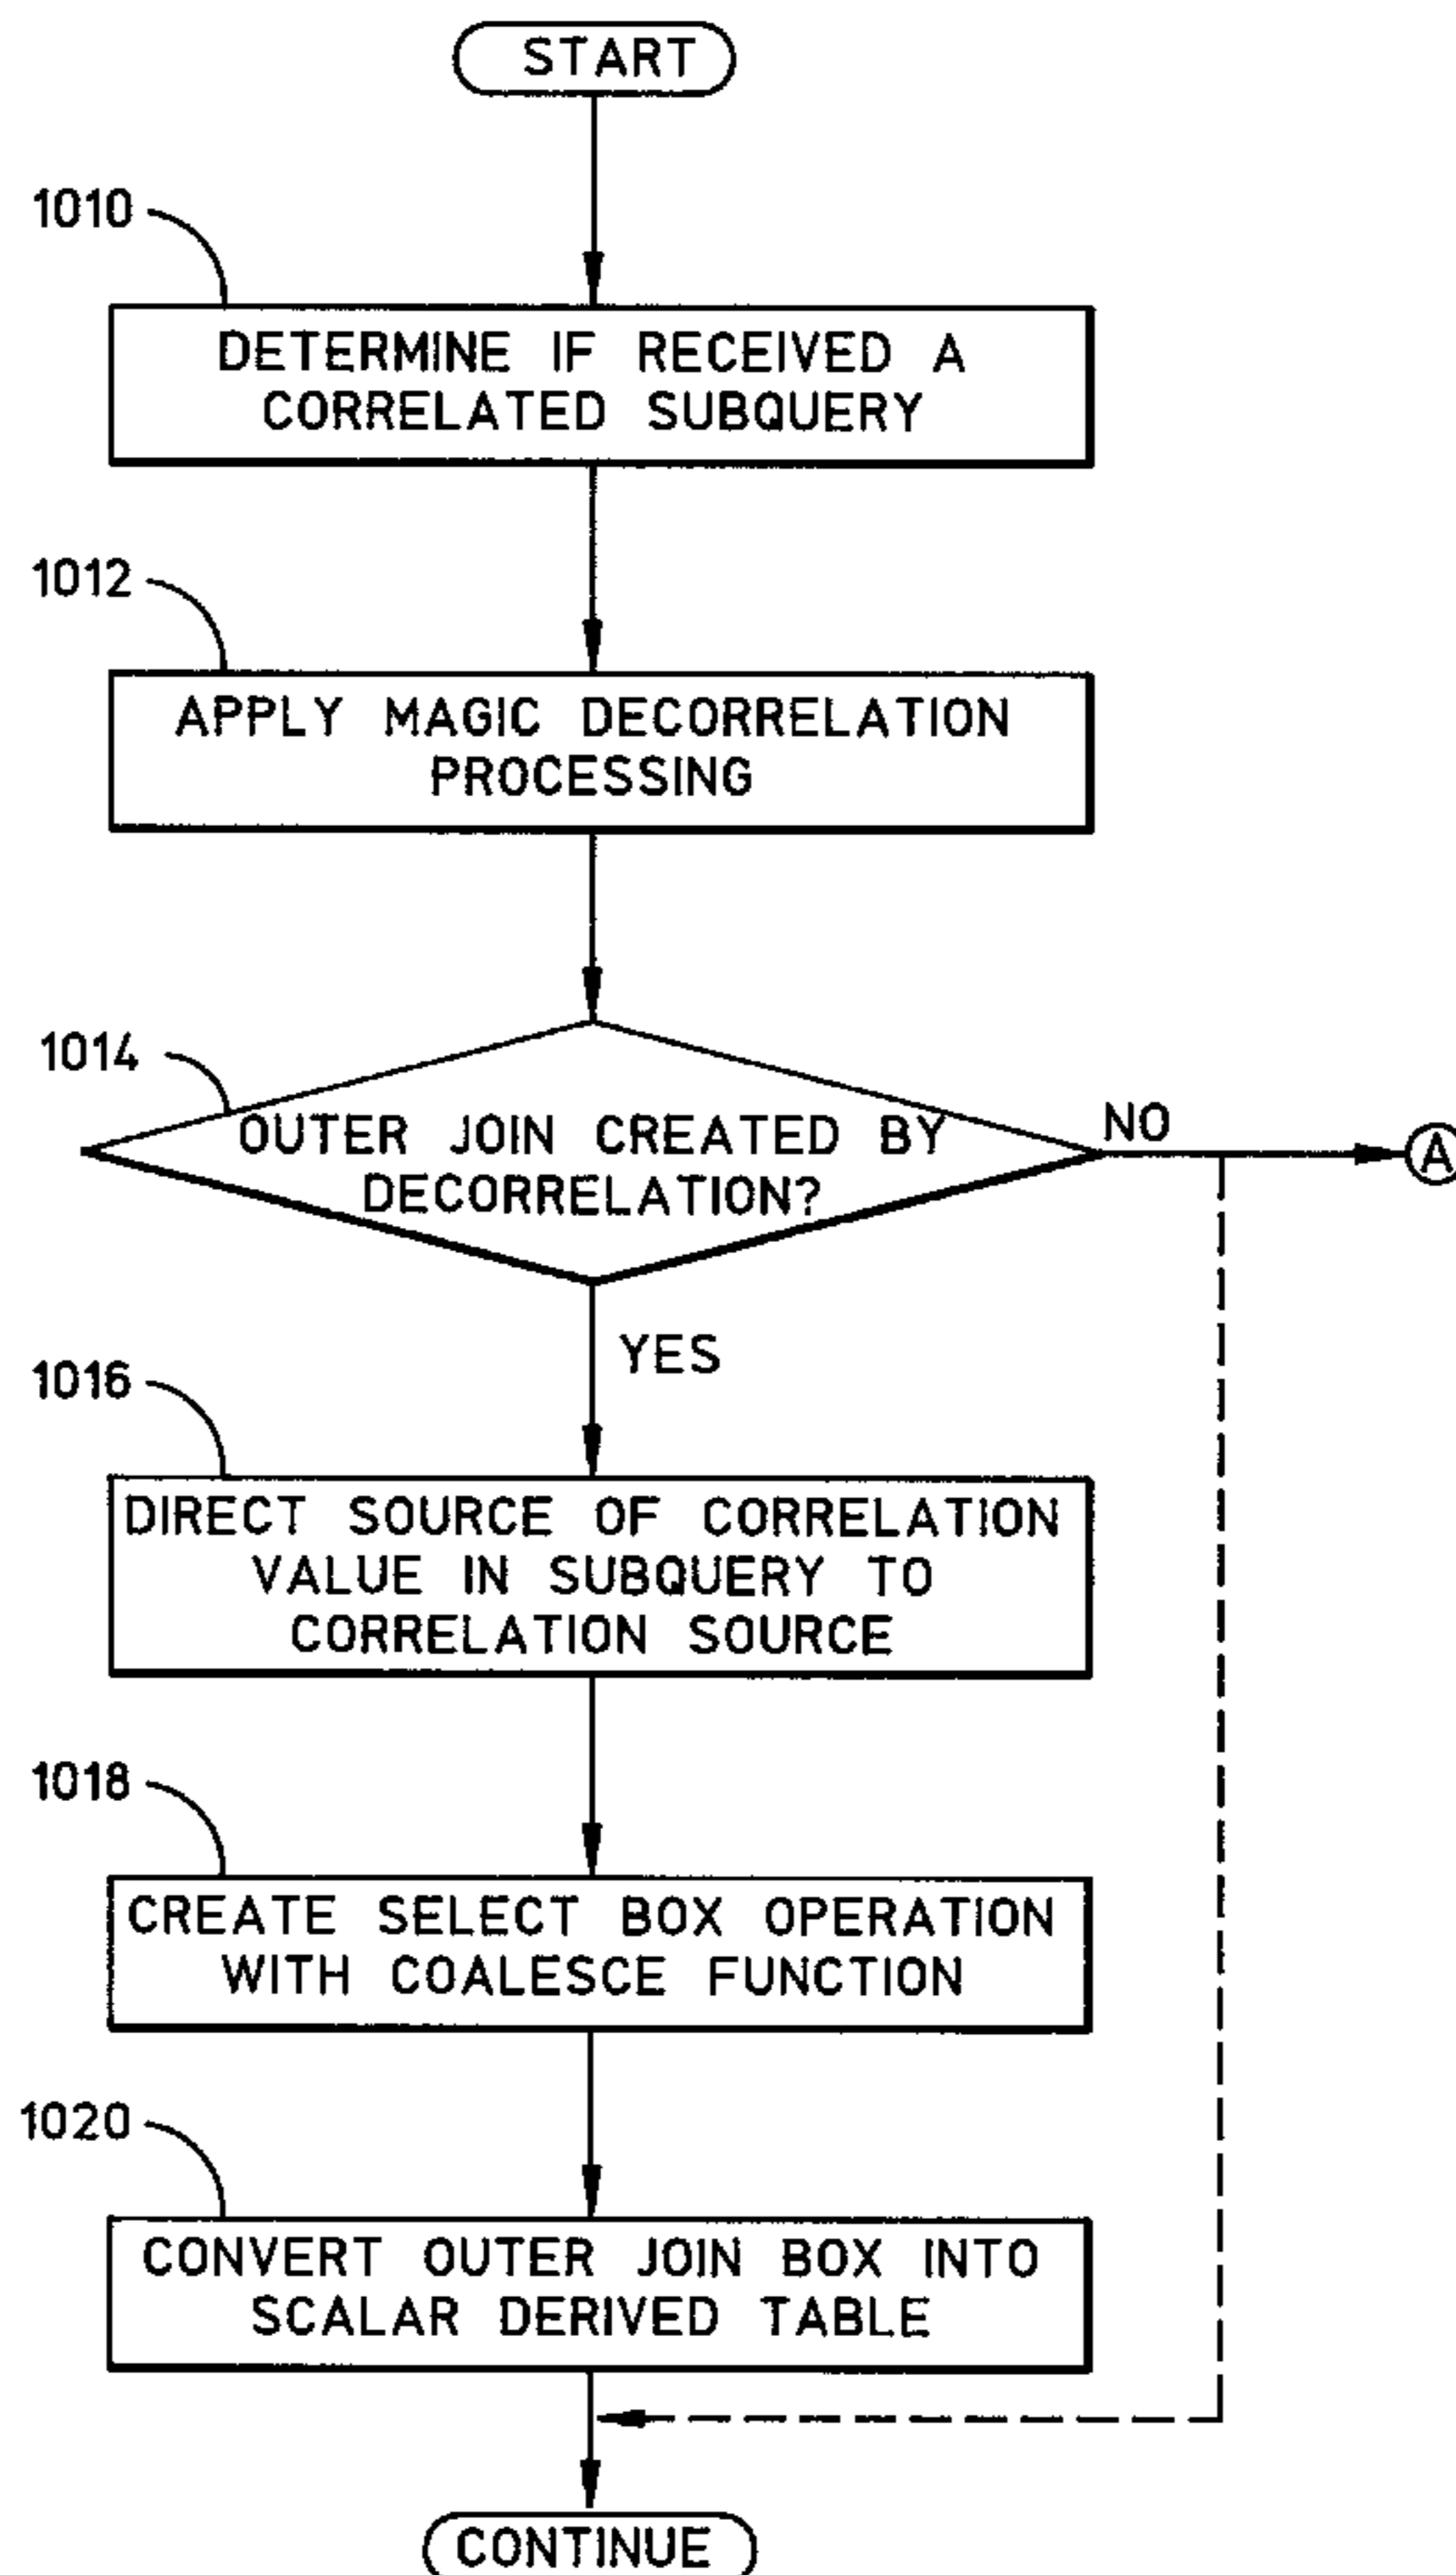 START
1010
DETERMINE IF RECEIVED A
CORRELATED SUBQUERY
1012
APPLY MAGIC DECORRELATION
PROCESSING
1014
OUTER JOIN CREATED BY
DECORRELATION?
NO
A
YES
1016
DIRECT SOURCE OF CORRELATION
VALUE IN SUBQUERY TO
CORRELATION SOURCE
1018
CREATE SELECT BOX OPERATION
WITH COALESCE FUNCTION
1020
CONVERT OUTER JOIN BOX INTO
SCALAR DERIVED TABLE
CONTINUE